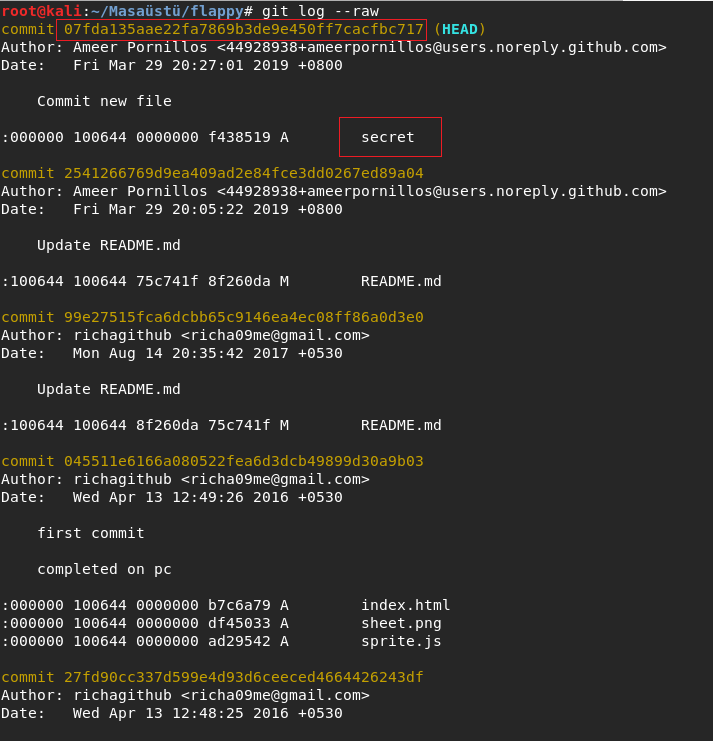 root@kali:~/Masaüstü/flappy# git log --raw
commit 07fda135aae22fa7869b3de9e450ff7cacfbc717 (HEAD)
Author: Ameer Pornillos <44928938+ameerpornillos@users.noreply.github.com>
Date:   Fri Mar 29 20:27:01 2019 +0800
Commit new file
:000000 100644 0000000 f438519 A        secret
commit 2541266769d9ea409ad2e84fce3dd0267ed89a04
Author: Ameer Pornillos <44928938+ameerpornillos@users.noreply.github.com>
Date:   Fri Mar 29 20:05:22 2019 +0800
Update README.md
:100644 100644 75c741f 8f260da M        README.md
commit 99e27515fca6dcbb65c9146ea4ec08ff86a0d3e0
Author: richagithub <richa09me@gmail.com>
Date:   Mon Aug 14 20:35:42 2017 +0530
Update README.md
:100644 100644 8f260da 75c741f M        README.md
commit 045511e6166a080522fea6d3dcb49899d30a9b03
Author: richagithub <richa09me@gmail.com>
Date:   Wed Apr 13 12:49:26 2016 +0530
first commit
completed on pc
:000000 100644 0000000 b7c6a79 A        index.html
:000000 100644 0000000 df45033 A        sheet.png
:000000 100644 0000000 ad29542 A        sprite.js
commit 27fd90cc337d599e4d93d6ceeced4664426243df
Author: richagithub <richa09me@gmail.com>
Date:   Wed Apr 13 12:48:25 2016 +0530